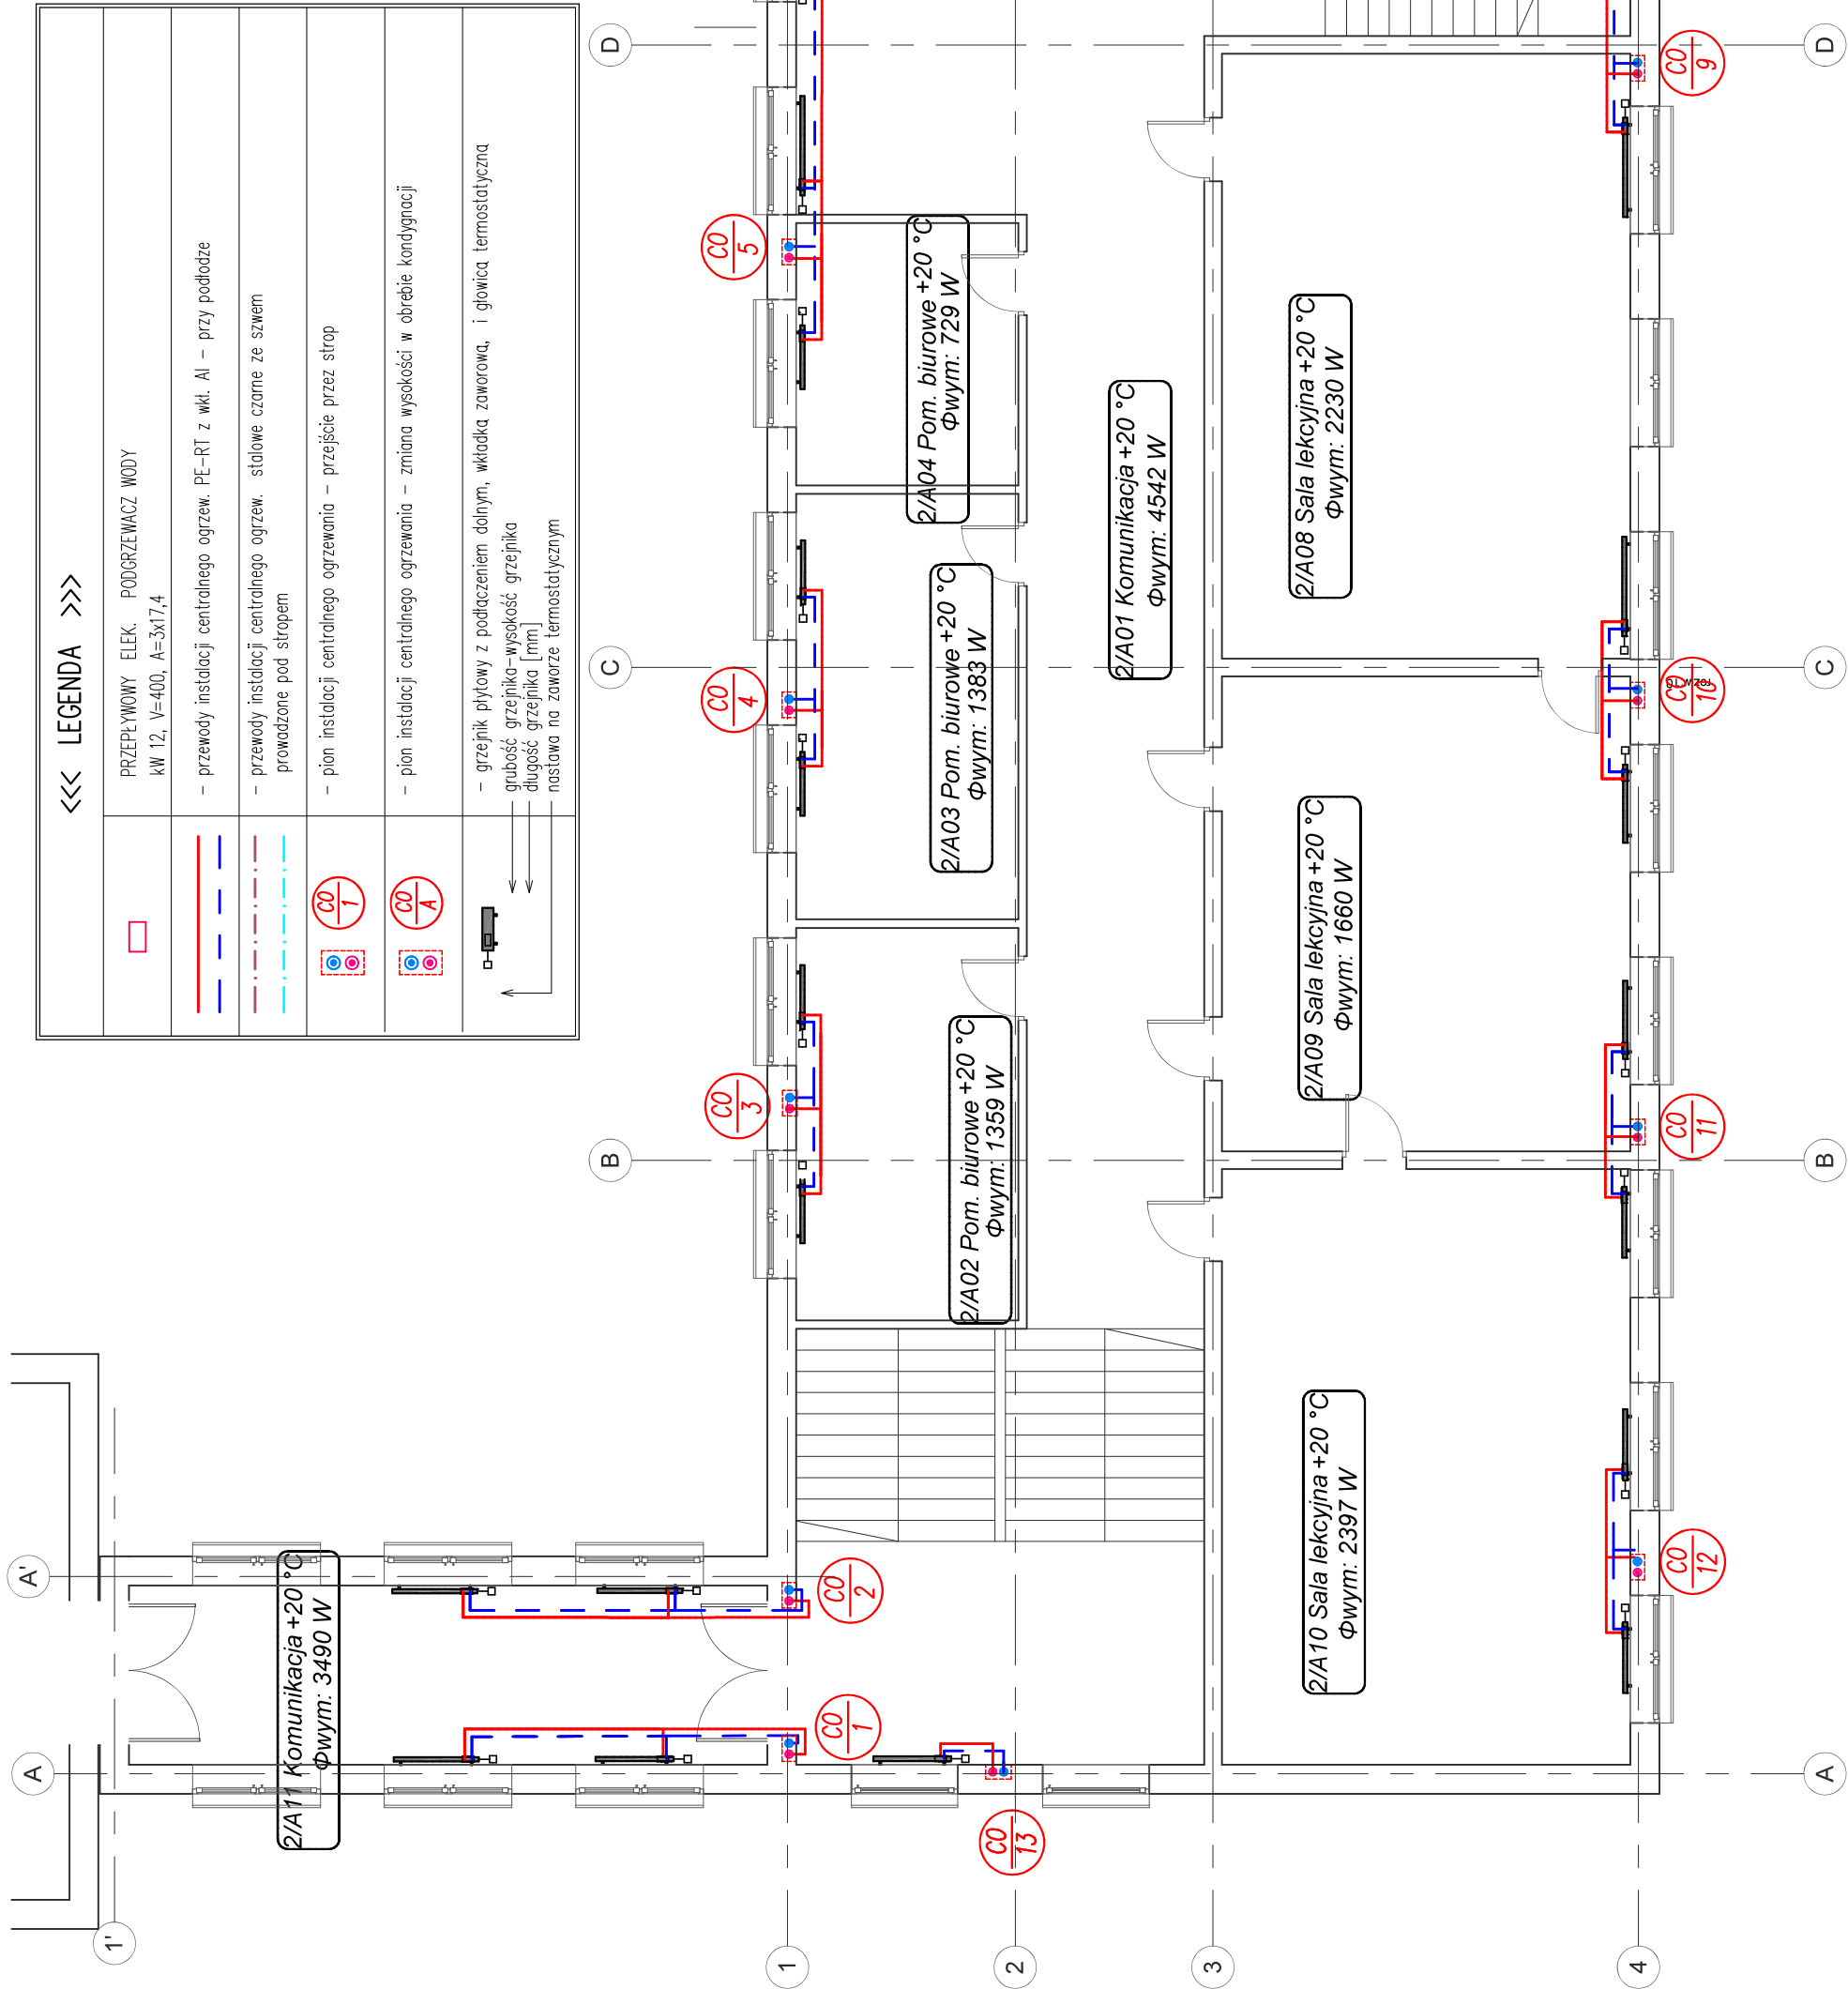 <<< LEGENDA >>>
PRZEPŁYWOWY ELEK. PODGRZEWACZ WODY
kW 12, V=400, A=3x17,4
- przewody instalacji centralnego ogrzew. PE-RT z wkł. Al - przy podłodze
- przewody instalacji centralnego ogrzew. stalowe czarne ze szwem
prowadzone pod stropem
CO
1
- pion instalacji centralnego ogrzewania - przejście przez strop
CO
A
- pion instalacji centralnego ogrzewania - zmiana wysokości w obrębie kondygnacji
- grzejnik płytowy z podłączeniem dolnym, wkładką zaworową, i głowicą termostatyczną
grubość grzejnika-wysokość grzejnika
długość grzejnika [mm]
nastawa na zaworze termostatycznym
A
A'
B
C
D
1'
1
2
3
4
A
B
C
D
2/A11 Komunikacja +20 °C
Φwym: 3490 W
2/A02 Pom. biurowe +20 °C
Φwym: 1359 W
2/A03 Pom. biurowe +20 °C
Φwym: 1383 W
2/A04 Pom. biurowe +20 °C
Φwym: 729 W
2/A01 Komunikacja +20 °C
Φwym: 4542 W
2/A10 Sala lekcyjna +20 °C
Φwym: 2397 W
2/A09 Sala lekcyjna +20 °C
Φwym: 1660 W
2/A08 Sala lekcyjna +20 °C
Φwym: 2230 W
CO
1
CO
2
CO
3
CO
4
CO
5
CO
9
CO
10
CO
11
CO
12
CO
13